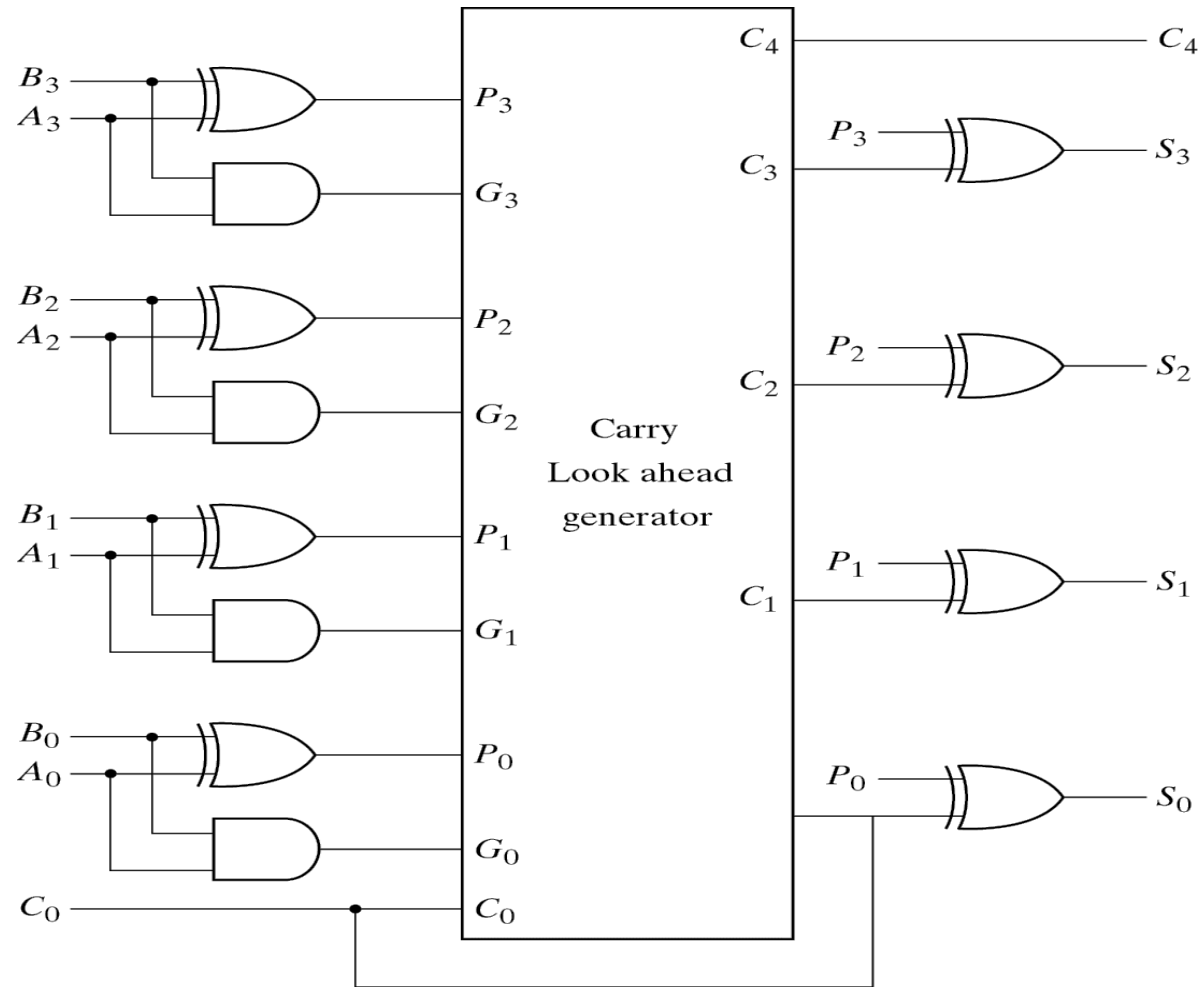 B₃
A₃
P₃
G₃
B₂
A₂
P₂
G₂
B₁
A₁
P₁
G₁
B₀
A₀
P₀
G₀
C₀
C₀
Carry
Look ahead
generator
C₄
C₄
P₃
C₃
S₃
P₂
C₂
S₂
P₁
C₁
S₁
P₀
S₀